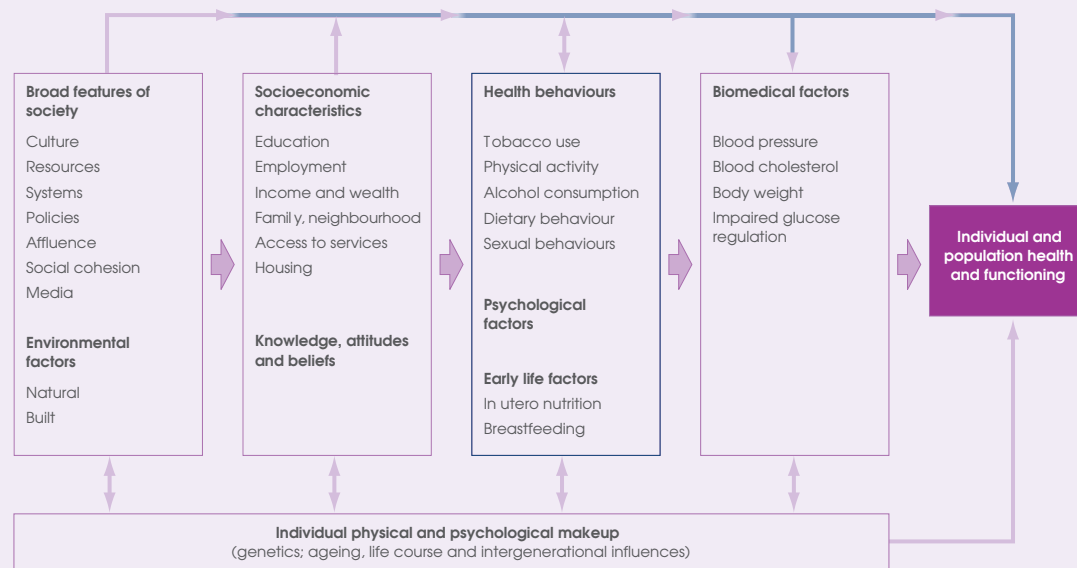 Broad features of
society
Culture
Resources
Systems
Policies
Affluence
Social cohesion
Media
Environmental
factors
Natural
Built
Socioeconomic
characteristics
Education
Employment
Income and wealth
Family, neighbourhood
Access to services
Housing
Knowledge, attitudes
and beliefs
Health behaviours
Tobacco use
Physical activity
Alcohol consumption
Dietary behaviour
Sexual behaviours
Psychological
factors
Early life factors
In utero nutrition
Breastfeeding
Biomedical factors
Blood pressure
Blood cholesterol
Body weight
Impaired glucose
regulation
Individual and
population health
and functioning
Individual physical and psychological makeup
(genetics; ageing, life course and intergenerational influences)